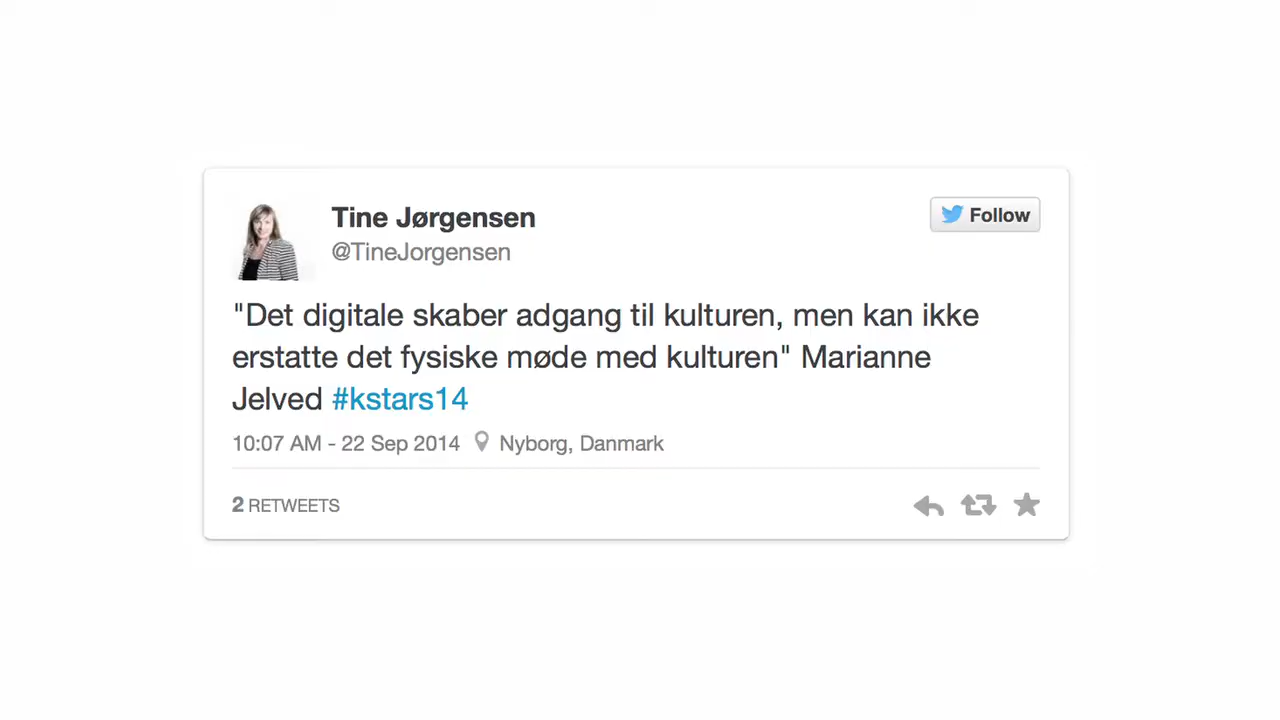 Tine Jørgensen
Follow
@TineJorgensen
"Det digitale skaber adgang til kulturen, men kan ikke
erstatte det fysiske møde med kulturen" Marianne
Jelved #kstars14
10:07 AM - 22 Sep 2014 Nyborg, Danmark
2 RETWEETS